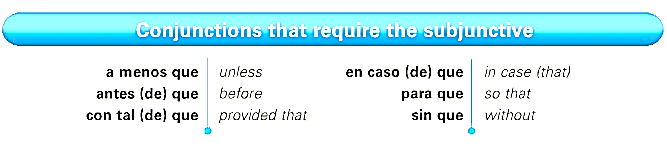 Conjunctions that require the subjunctive
a menos que unless
antes (de) que before
con tal (de) que provided that
en caso (de) que in case (that)
para que so that
sin que without